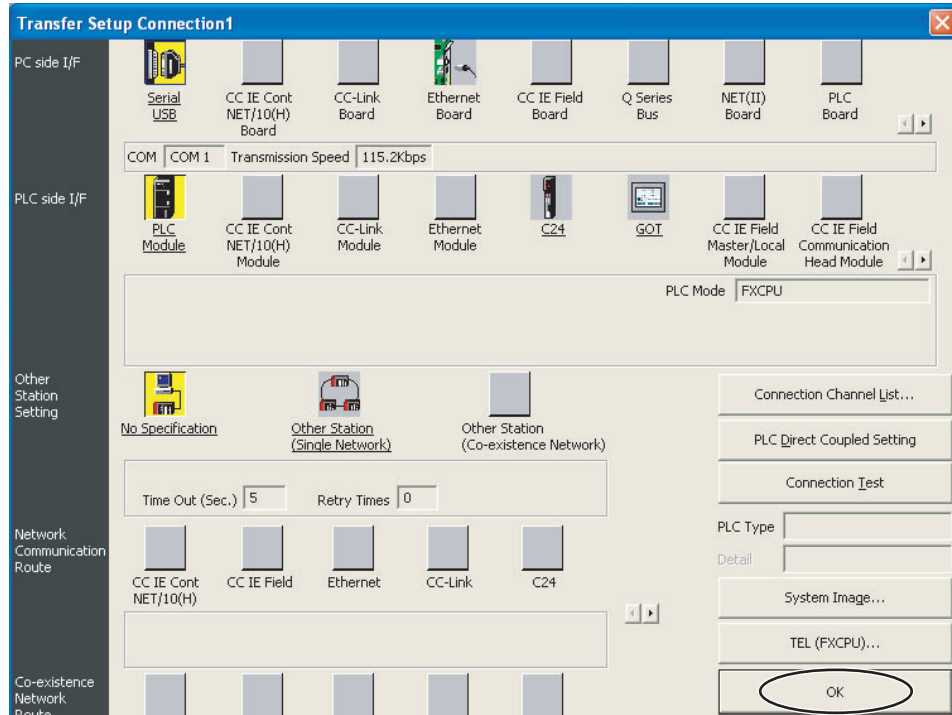 Transfer Setup Connection1
PC side I/F
Serial
USB
CC IE Cont
NET/10(H)
Board
CC-Link
Board
Ethernet
Board
CC IE Field
Board
Q Series
Bus
NET(II)
Board
PLC
Board
COM COM 1 Transmission Speed 115.2Kbps
PLC side I/F
PLC
Module
CC IE Cont
NET/10(H)
Module
CC-Link
Module
Ethernet
Module
C24
GOT
CC IE Field
Master/Local
Module
CC IE Field
Communication
Head Module
PLC Mode FXCPU
Other
Station
Setting
No Specification
Other Station
(Single Network)
Other Station
(Co-existence Network)
Time Out (Sec.) 5 Retry Times 0
Connection Channel List...
PLC Direct Coupled Setting
Connection Test
PLC Type
Detail
System Image...
TEL (FXCPU)...
OK
Network
Communication
Route
CC IE Cont
NET/10(H)
CC IE Field
Ethernet
CC-Link
C24
Co-existence
Network
Route